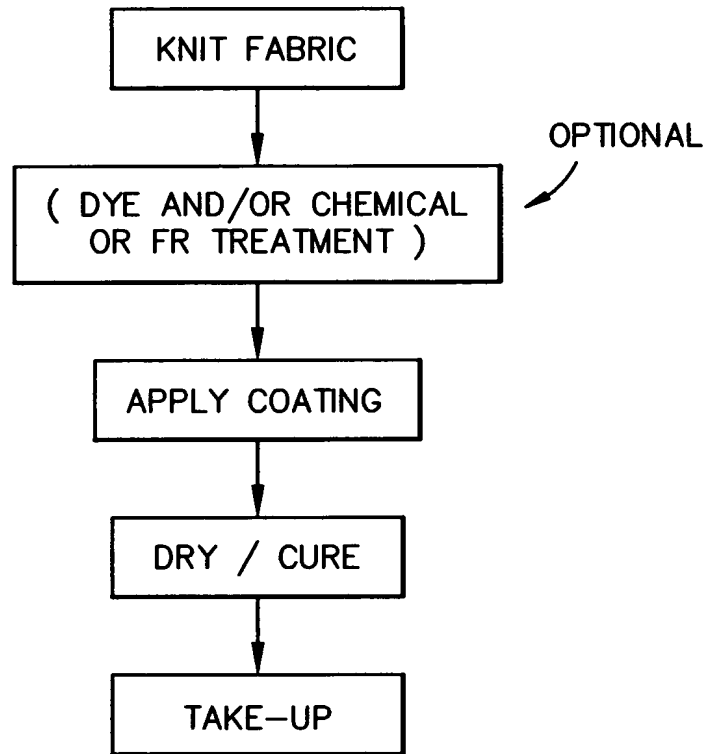 KNIT FABRIC
OPTIONAL
( DYE AND/OR CHEMICAL
OR FR TREATMENT )
APPLY COATING
DRY / CURE
TAKE-UP